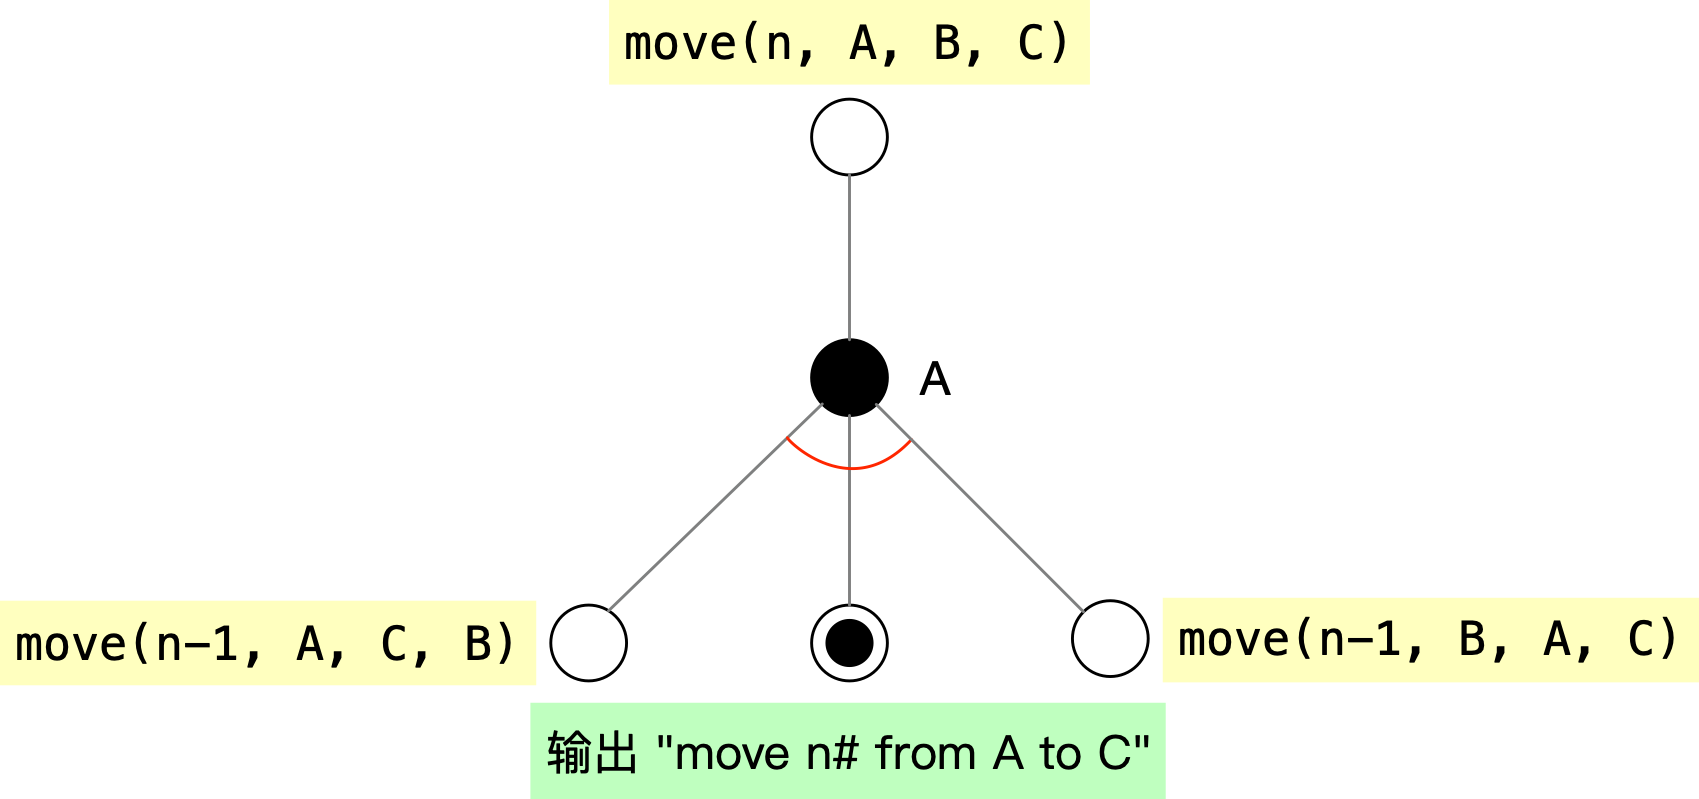 move(n, A, B, C)
A
move(n-1, A, C, B)
move(n-1, B, A, C)
输出 "move n# from A to C"